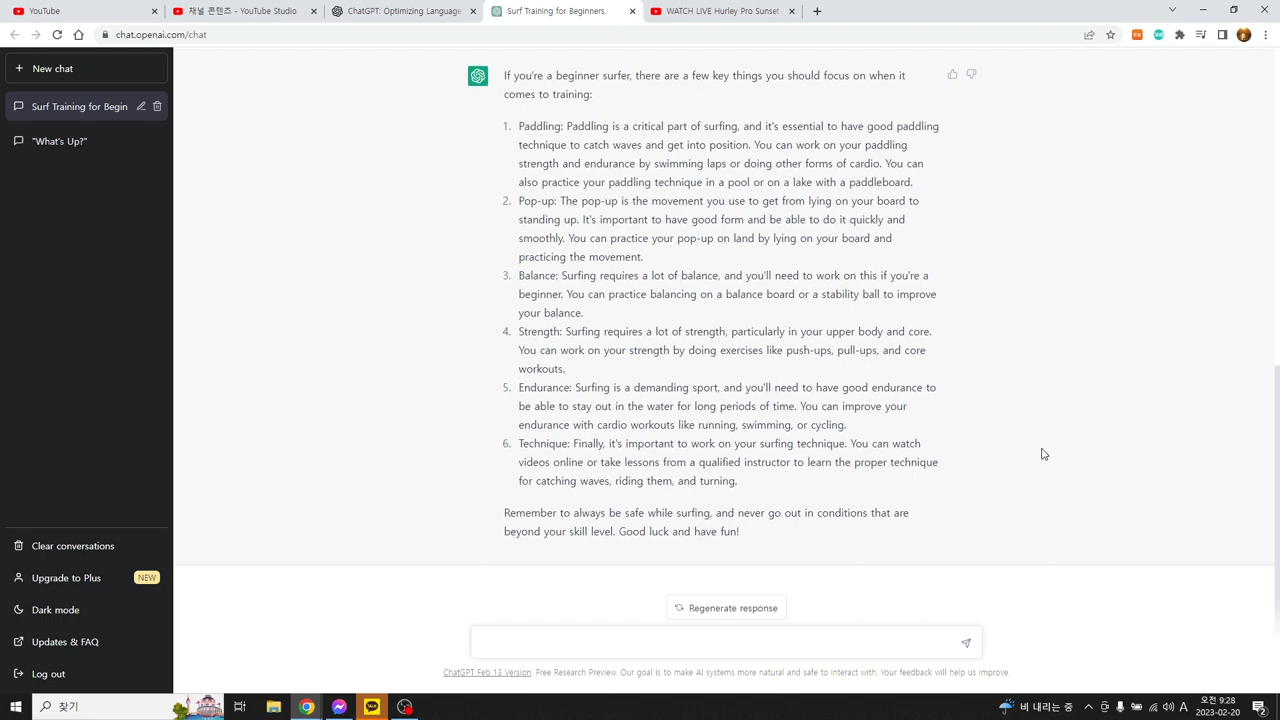 YouTube
채널 콘텐츠 - YouTube Studio
ChatGPT: Optimizing Language
Surf Training for Beginners.
WATCH LIVE Hurley Pro Sunset
chat.openai.com/chat
New chat
Surf Training for Begin
"What's Up?"
If you're a beginner surfer, there are a few key things you should focus on when it
comes to training:
1. Paddling: Paddling is a critical part of surfing, and it's essential to have good paddling
technique to catch waves and get into position. You can work on your paddling
strength and endurance by swimming laps or doing other forms of cardio. You can
also practice your paddling technique in a pool or on a lake with a paddleboard.
2. Pop-up: The pop-up is the movement you use to get from lying on your board to
standing up. It's important to have good form and be able to do it quickly and
smoothly. You can practice your pop-up on land by lying on your board and
practicing the movement.
3. Balance: Surfing requires a lot of balance, and you'll need to work on this if you're a
beginner. You can practice balancing on a balance board or a stability ball to improve
your balance.
4. Strength: Surfing requires a lot of strength, particularly in your upper body and core.
You can work on your strength by doing exercises like push-ups, pull-ups, and core
workouts.
5. Endurance: Surfing is a demanding sport, and you'll need to have good endurance to
be able to stay out in the water for long periods of time. You can improve your
endurance with cardio workouts like running, swimming, or cycling.
6. Technique: Finally, it's important to work on your surfing technique. You can watch
videos online or take lessons from a qualified instructor to learn the proper technique
for catching waves, riding them, and turning.
Remember to always be safe while surfing, and never go out in conditions that are
beyond your skill level. Good luck and have fun!
Clear conversations
Upgrade to Plus
NEW
Dark mode
Updates & FAQ
Log out
Regenerate response
ChatGPT Feb 13 Version. Free Research Preview. Our goal is to make AI systems more natural and safe to interact with. Your feedback will help us improve.
찾기
TALK
비 내리는 중
A
오전 9:28
2023-02-20
2